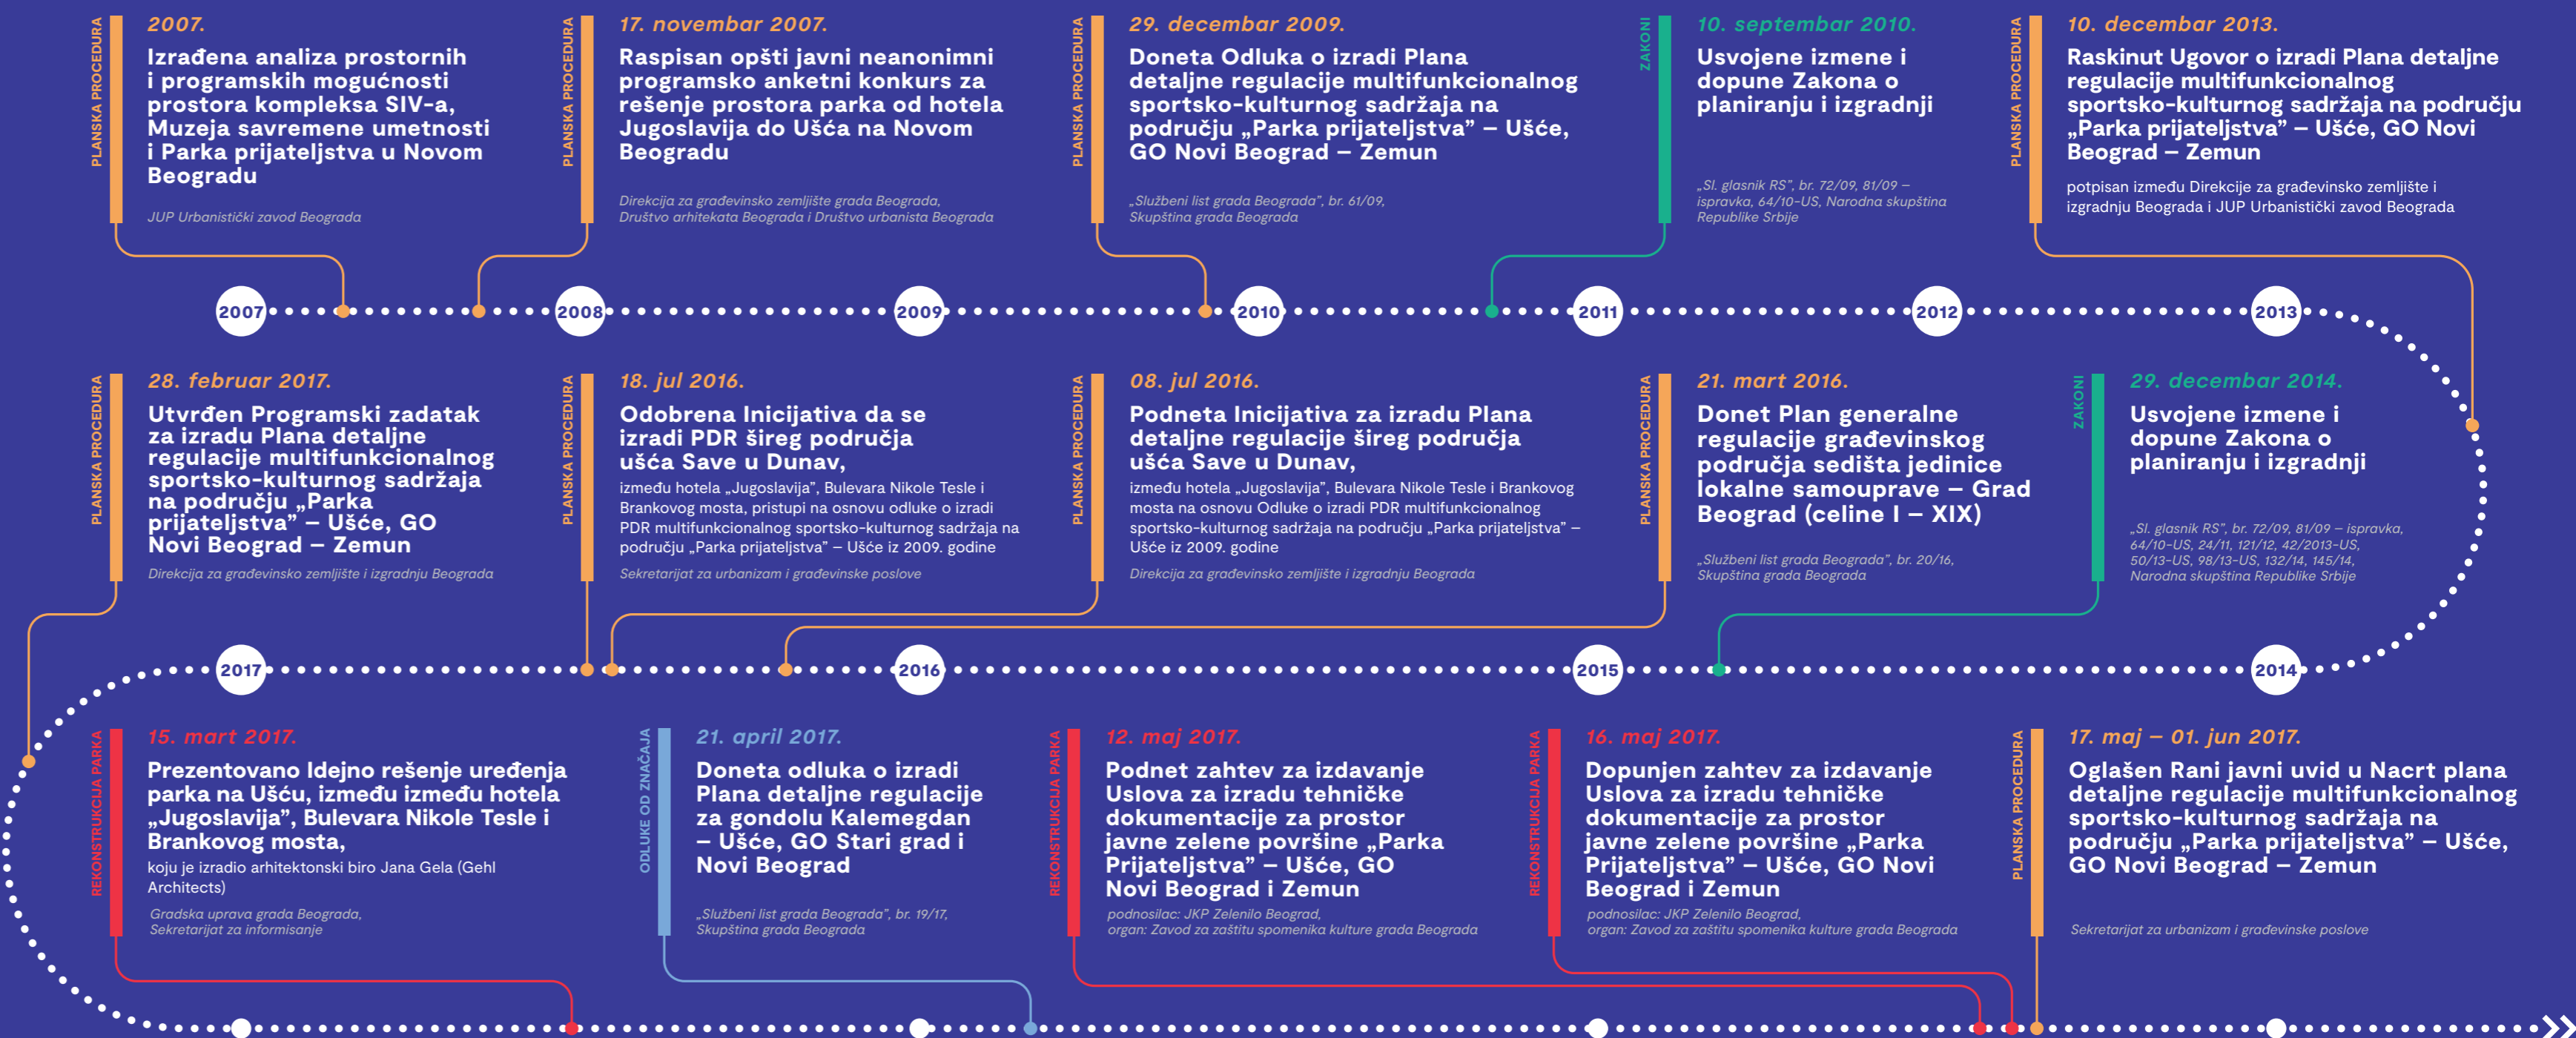 PLANSKA PROCEDURA
2007.
Izrađena analiza prostornih
i programskih mogućnosti
prostora kompleksa SIV-a,
Muzeja savremene umetnosti
i Parka prijateljstva u Novom
Beogradu
JUP Urbanistički zavod Beograda
PLANSKA PROCEDURA
17. novembar 2007.
Raspisan opšti javni neanonimni
programsko anketni konkurs za
rešenje prostora parka od hotela
Jugoslavija do Ušća na Novom
Beogradu
Direkcija za građevinsko zemljište grada Beograda,
Društvo arhitekata Beograda i Društvo urbanista Beograda
PLANSKA PROCEDURA
29. decembar 2009.
Doneta Odluka o izradi Plana
detaljne regulacije multifunkcionalnog
sportsko-kulturnog sadržaja na
području „Parka prijateljstva” – Ušće,
GO Novi Beograd – Zemun
„Službeni list grada Beograda”, br. 61/09,
Skupština grada Beograda
ZAKONI
10. septembar 2010.
Usvojene izmene i
dopune Zakona o
planiranju i izgradnji
„Sl. glasnik RS”, br. 72/09, 81/09 –
ispravka, 64/10-US, Narodna skupština
Republike Srbije
PLANSKA PROCEDURA
10. decembar 2013.
Raskinut Ugovor o izradi Plana detaljne
regulacije multifunkcionalnog
sportsko-kulturnog sadržaja na području
„Parka prijateljstva” – Ušće, GO Novi
Beograd – Zemun
potpisan između Direkcije za građevinsko zemljište i
izgradnju Beograda i JUP Urbanistički zavod Beograda
2007
2008
2009
2010
2011
2012
2013
PLANSKA PROCEDURA
28. februar 2017.
Utvrđen Programski zadatak
za izradu Plana detaljne
regulacije multifunkcionalnog
sportsko-kulturnog sadržaja
na području „Parka
prijateljstva” – Ušće, GO
Novi Beograd – Zemun
Direkcija za građevinsko zemljište i izgradnju Beograda
PLANSKA PROCEDURA
18. jul 2016.
Odobrena Inicijativa da se
izradi PDR šireg područja
ušća Save u Dunav,
između hotela „Jugoslavija”, Bulevara Nikole Tesle i
Brankovog mosta, pristupi na osnovu odluke o izradi
PDR multifunkcionalnog sportsko-kulturnog sadržaja na
području „Parka prijateljstva” – Ušće iz 2009. godine
Sekretarijat za urbanizam i građevinske poslove
PLANSKA PROCEDURA
08. jul 2016.
Podneta Inicijativa za izradu Plana
detaljne regulacije šireg područja
ušća Save u Dunav,
između hotela „Jugoslavija”, Bulevara Nikole Tesle i Brankovog
mosta na osnovu Odluke o izradi PDR multifunkcionalnog
sportsko-kulturnog sadržaja na području „Parka prijateljstva” –
Ušće iz 2009. godine
Direkcija za građevinsko zemljište i izgradnju Beograda
PLANSKA PROCEDURA
21. mart 2016.
Donet Plan generalne
regulacije građevinskog
područja sedišta jedinice
lokalne samouprave – Grad
Beograd (celine I – XIX)
„Službeni list grada Beograda”, br. 20/16,
Skupština grada Beograda
ZAKONI
29. decembar 2014.
Usvojene izmene i
dopune Zakona o
planiranju i izgradnji
„Sl. glasnik RS”, br. 72/09, 81/09 – ispravka,
64/10-US, 24/11, 121/12, 42/2013-US,
50/13-US, 98/13-US, 132/14, 145/14,
Narodna skupština Republike Srbije
2017
2016
2015
2014
REKONSTRUKCIJA PARKA
15. mart 2017.
Prezentovano Idejno rešenje uređenja
parka na Ušću, između između hotela
„Jugoslavija”, Bulevara Nikole Tesle i
Brankovog mosta,
koju je izradio arhitektonski biro Jana Gela (Gehl
Architects)
Gradska uprava grada Beograda,
Sekretarijat za informisanje
ODLUKE OD ZNAČAJA
21. april 2017.
Doneta odluka o izradi
Plana detaljne regulacije
za gondolu Kalemegdan
– Ušće, GO Stari grad i
Novi Beograd
„Službeni list grada Beograda”, br. 19/17,
Skupština grada Beograda
REKONSTRUKCIJA PARKA
12. maj 2017.
Podnet zahtev za izdavanje
Uslova za izradu tehničke
dokumentacije za prostor
javne zelene površine „Parka
Prijateljstva” – Ušće, GO
Novi Beograd i Zemun
podnosilac: JKP Zelenilo Beograd,
organ: Zavod za zaštitu spomenika kulture grada Beograda
REKONSTRUKCIJA PARKA
16. maj 2017.
Dopunjen zahtev za izdavanje
Uslova za izradu tehničke
dokumentacije za prostor
javne zelene površine „Parka
Prijateljstva” – Ušće, GO Novi
Beograd i Zemun
podnosilac: JKP Zelenilo Beograd,
organ: Zavod za zaštitu spomenika kulture grada Beograda
PLANSKA PROCEDURA
17. maj – 01. jun 2017.
Oglašen Rani javni uvid u Nacrt plana
detaljne regulacije multifunkcionalnog
sportsko-kulturnog sadržaja na
području „Parka prijateljstva” – Ušće,
GO Novi Beograd – Zemun
Sekretarijat za urbanizam i građevinske poslove